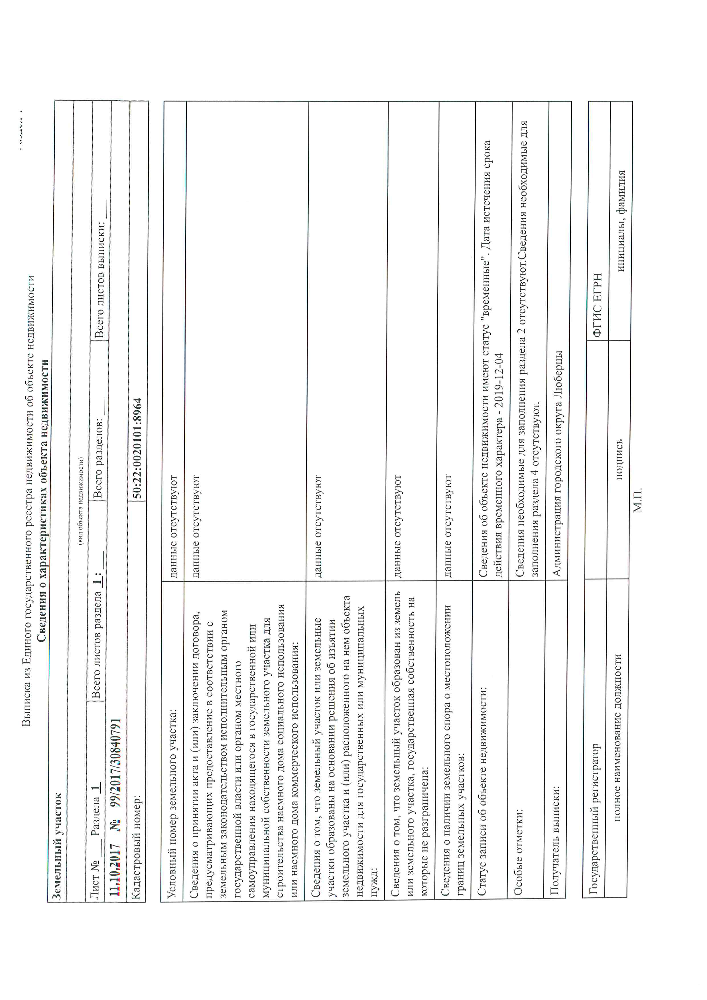 Выписка из Единого государственного реестра недвижимости об объекте недвижимости
Сведения о характеристиках объекта недвижимости
Земельный участок
(вид объекта недвижимости)
Лист № ___ Раздела 1 Всего листов раздела 1 : ___ Всего разделов: ___ Всего листов выписки: ___
11.10.2017 № 99/2017/30840791
Кадастровый номер: 50:22:0020101:8964
Условный номер земельного участка: данные отсутствуют
Сведения о принятии акта и (или) заключении договора, данные отсутствуют
предусматривающих предоставление в соответствии с
земельным законодательством исполнительным органом
государственной власти или органом местного
самоуправления находящегося в государственной или
муниципальной собственности земельного участка для
строительства наемного дома социального использования
или наемного дома коммерческого использования:
Сведения о том, что земельный участок или земельные данные отсутствуют
участки образованы на основании решения об изъятии
земельного участка и (или) расположенного на нем объекта
недвижимости для государственных или муниципальных
нужд:
Сведения о том, что земельный участок образован из земель данные отсутствуют
или земельного участка, государственная собственность на
которые не разграничена:
Сведения о наличии земельного спора о местоположении данные отсутствуют
границ земельных участков:
Статус записи об объекте недвижимости: Сведения об объекте недвижимости имеют статус "временные". Дата истечения срока
действия временного характера - 2019-12-04
Особые отметки: Сведения необходимые для заполнения раздела 2 отсутствуют.Сведения необходимые для
заполнения раздела 4 отсутствуют.
Получатель выписки: Администрация городского округа Люберцы
Государственный регистратор ФГИС ЕГРН
полное наименование должности подпись инициалы, фамилия
М.П.